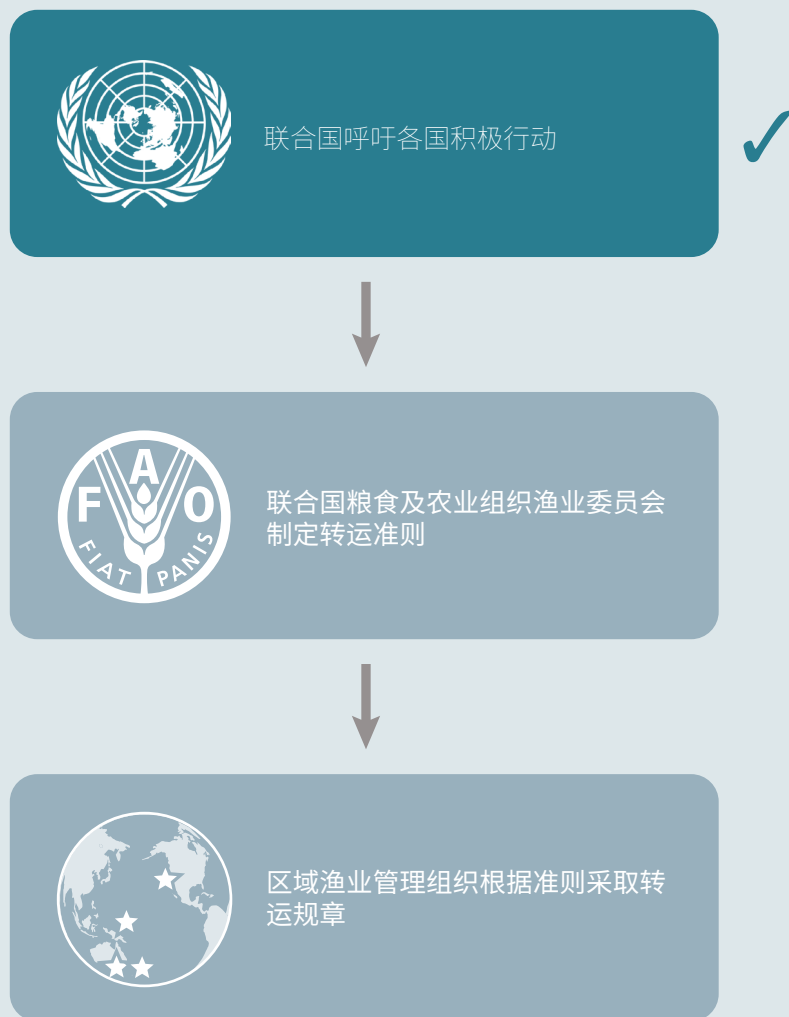 联合国呼吁各国积极行动
F A O
FIAT PANIS
联合国粮食及农业组织渔业委员会
制定转运准则
区域渔业管理组织根据准则采取转
运规章